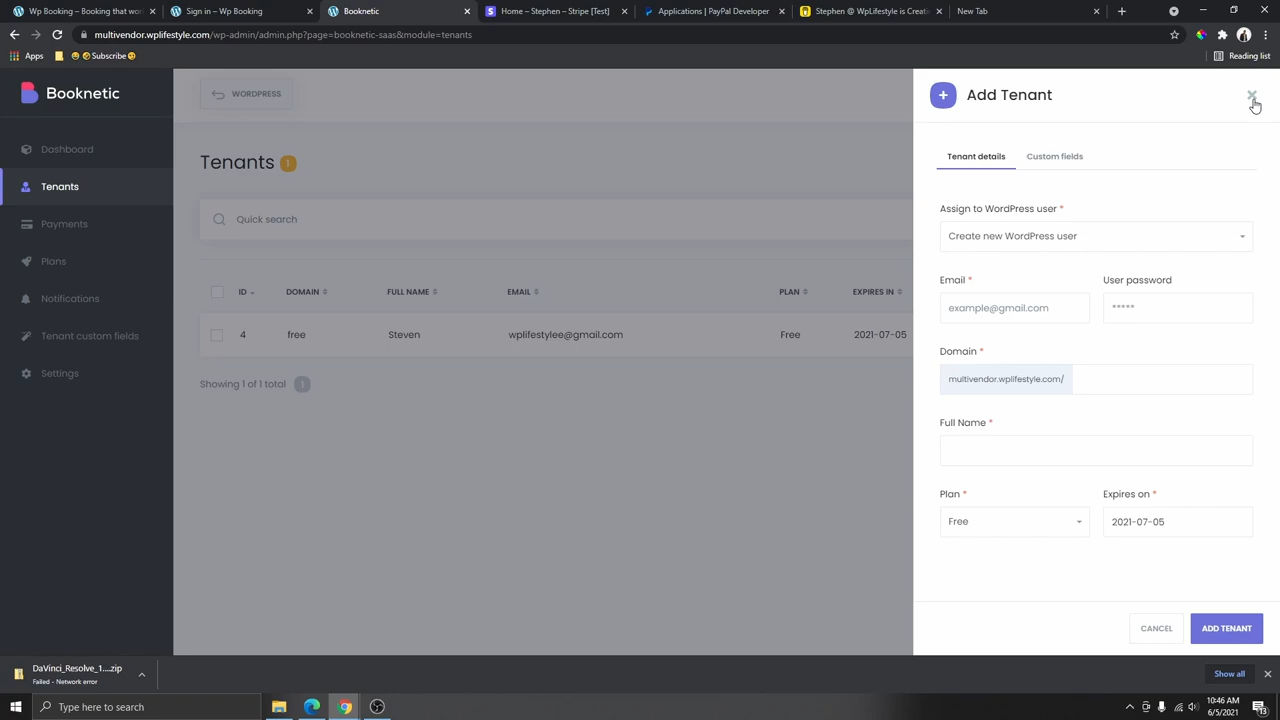 Wp Booking – Booking that wor
Sign in – Wp Booking
Booknetic
Home – Stephen – Stripe [Test]
Applications | PayPal Developer
Stephen @ WpLifestyle is Creati
New Tab
multivendor.wplifestyle.com/wp-admin/admin.php?page=booknetic-saas&module=tenants
Apps
Subscribe
Reading list
Booknetic
WORDPRESS
Dashboard
Tenants
Payments
Plans
Notifications
Tenant custom fields
Settings
Tenants 1
Quick search
ID DOMAIN FULL NAME EMAIL PLAN EXPIRES IN
4 free Steven wplifestylee@gmail.com Free 2021-07-05
Showing 1 of 1 total 1
Add Tenant
Tenant details Custom fields
Assign to WordPress user *
Create new WordPress user
Email * User password
example@gmail.com *****
Domain *
multivendor.wplifestyle.com/
Full Name *
Plan * Expires on *
Free 2021-07-05
CANCEL ADD TENANT
DaVinci_Resolve_1....zip
Failed - Network error
Show all
Type here to search
10:46 AM
6/5/2021
13